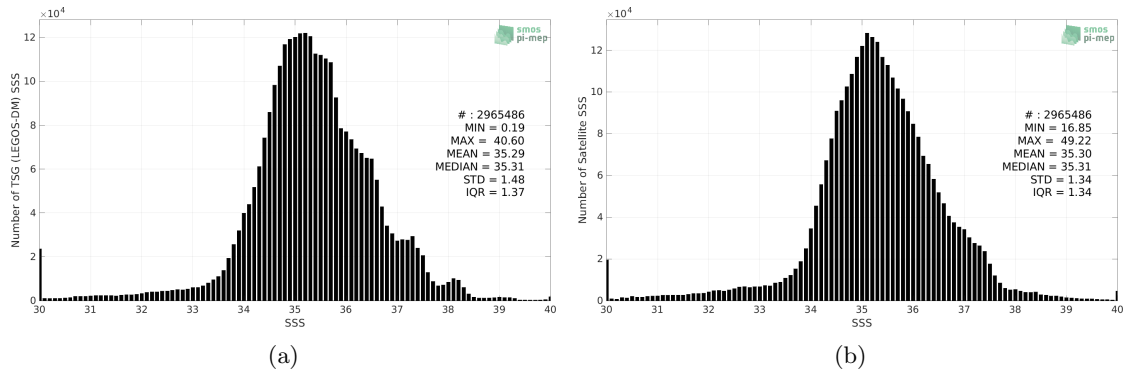 ×10⁴
12
10
8
6
4
2
0
Number of TSG (LEGOS-DM) SSS
smos
pi-mep
# : 2965486
MIN = 0.19
MAX = 40.60
MEAN = 35.29
MEDIAN = 35.31
STD = 1.48
IQR = 1.37
30 31 32 33 34 35 36 37 38 39 40
SSS
(a)
×10⁴
12
10
8
6
4
2
0
Number of Satellite SSS
smos
pi-mep
# : 2965486
MIN = 16.85
MAX = 49.22
MEAN = 35.30
MEDIAN = 35.31
STD = 1.34
IQR = 1.34
30 31 32 33 34 35 36 37 38 39 40
SSS
(b)